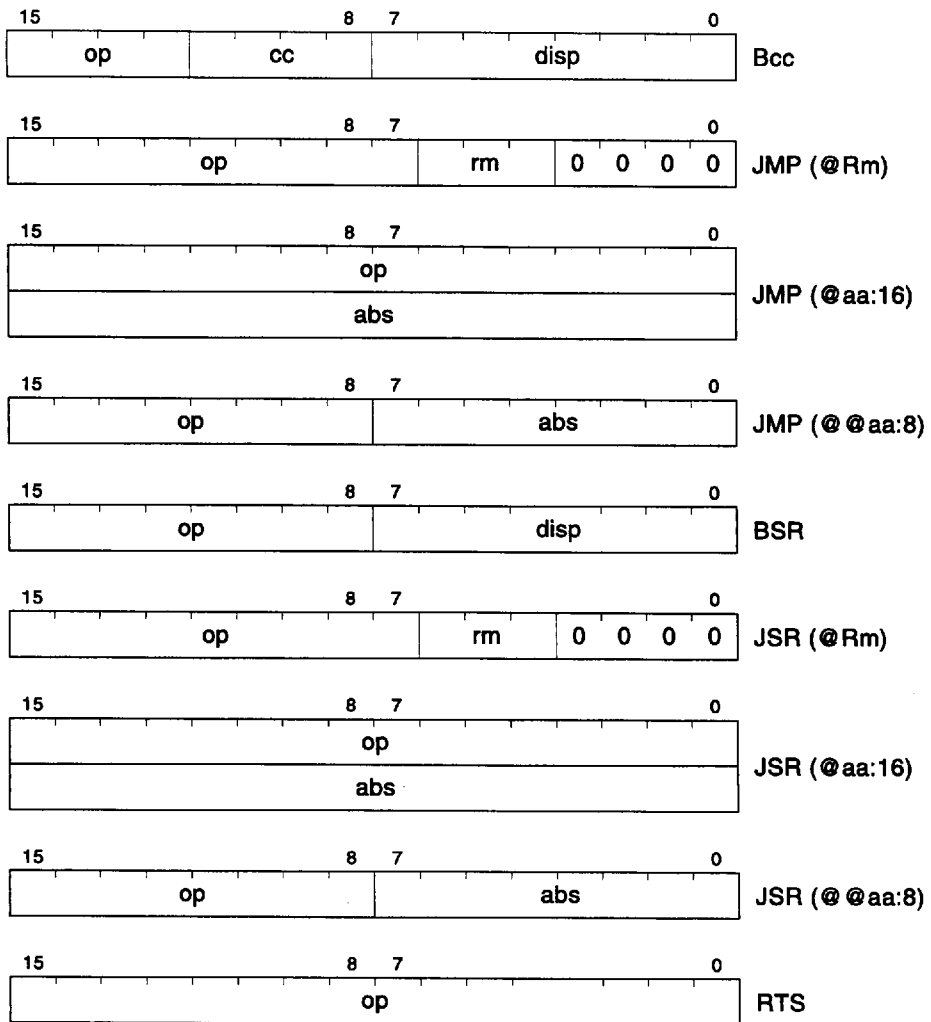 15 8 7 0
op cc disp Bcc
15 8 7 0
op rm 0 0 0 0 JMP (@Rm)
15 8 7 0
op
JMP (@aa:16)
abs
15 8 7 0
op abs JMP (@@aa:8)
15 8 7 0
op disp BSR
15 8 7 0
op rm 0 0 0 0 JSR (@Rm)
15 8 7 0
op
JSR (@aa:16)
abs
15 8 7 0
op abs JSR (@@aa:8)
15 8 7 0
op RTS